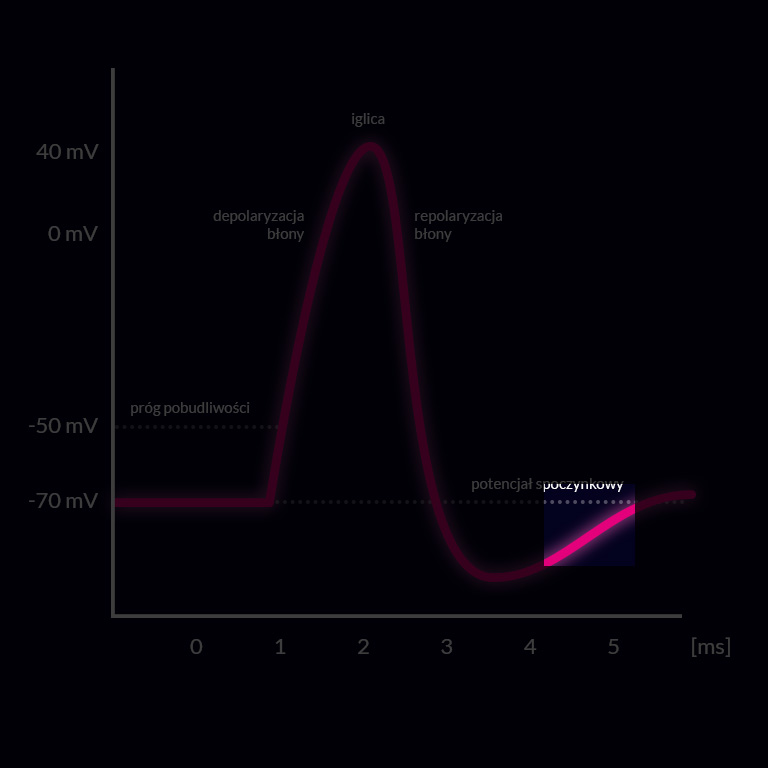 iglica
40 mV
depolaryzacja
błony
repolaryzacja
błony
0 mV
próg pobudliwości
-50 mV
potencjał spoczynkowy
-70 mV
0 1 2 3 4 5 [ms]